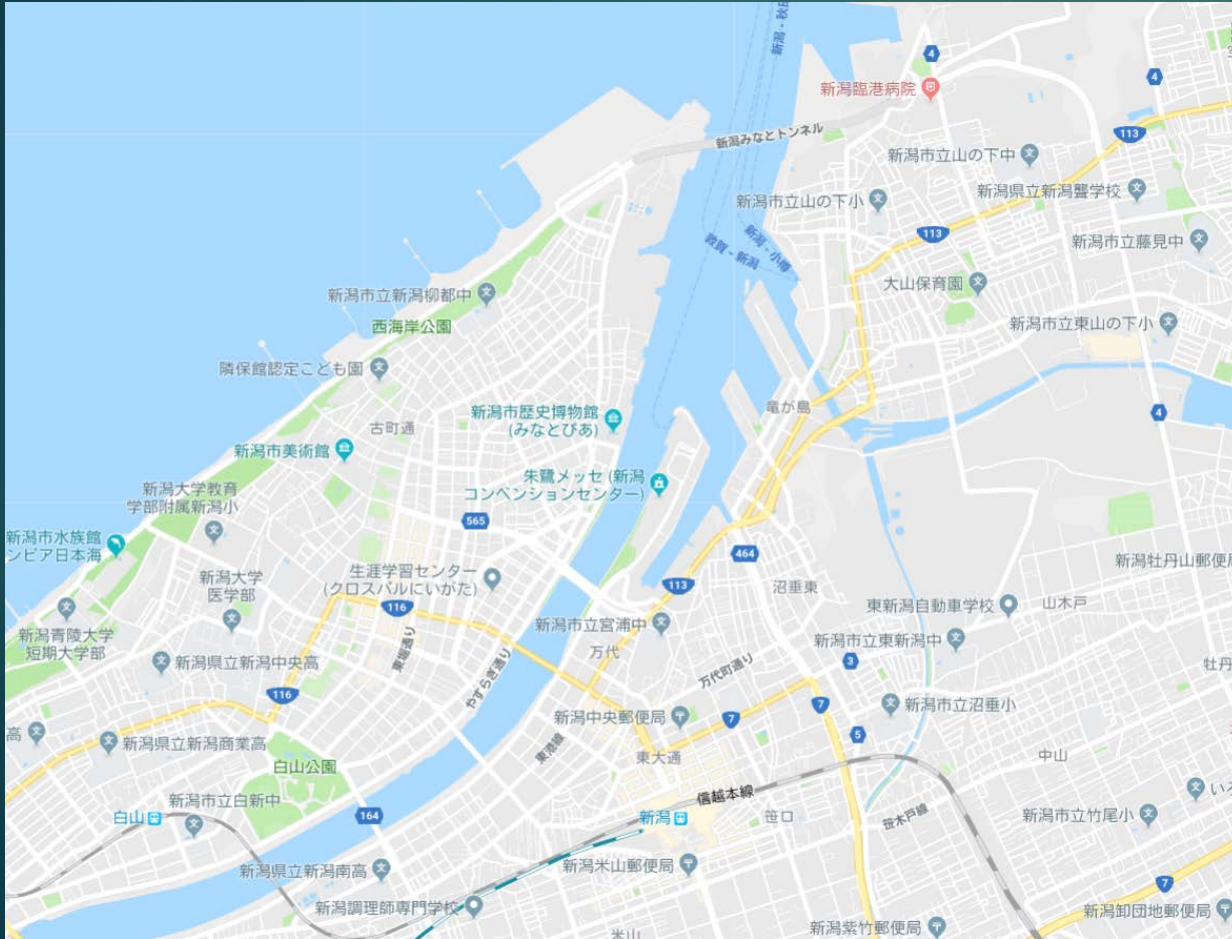 新潟 - 秋田
4
新潟臨港病院
4
113
新潟みなとトンネル
新潟市立山の下中
新潟県立新潟聾学校
新潟市立山の下小
113
新潟市立藤見中
新潟 - 小樽
敦賀 - 新潟
大山保育園
新潟市立新潟柳都中
西海岸公園
新潟市立東山の下小
隣保館認定こども園
新潟市歴史博物館
(みなとぴあ)
竜が島
4
古町通
新潟市美術館
朱鷺メッセ (新潟
コンベンションセンター)
新潟大学教育
学部附属新潟小
565
新潟市水族館
ンピア日本海
464
新潟牡丹山郵便局
生涯学習センター
(クロスパルにいがた)
新潟大学
医学部
113
沼垂東
116
東新潟自動車学校
山木戸
新潟青陵大学
短期大学部
新潟市立宮浦中
新潟市立東新潟中
東堀通り
やすらぎ通り
万代
新潟県立新潟中央高
万代町通り
3
牡丹
116
7
新潟市立沼垂小
新潟中央郵便局
7
高
新潟県立新潟商業高
5
東港線
東大通
中山
白山公園
信越本線
い
白山
新潟市立白新中
164
新潟
笹口
笹木戸線
新潟市立竹尾小
新潟県立新潟南高
新潟米山郵便局
7
新潟調理師専門学校
新潟卸団地郵便局
米山
新潟紫竹郵便局